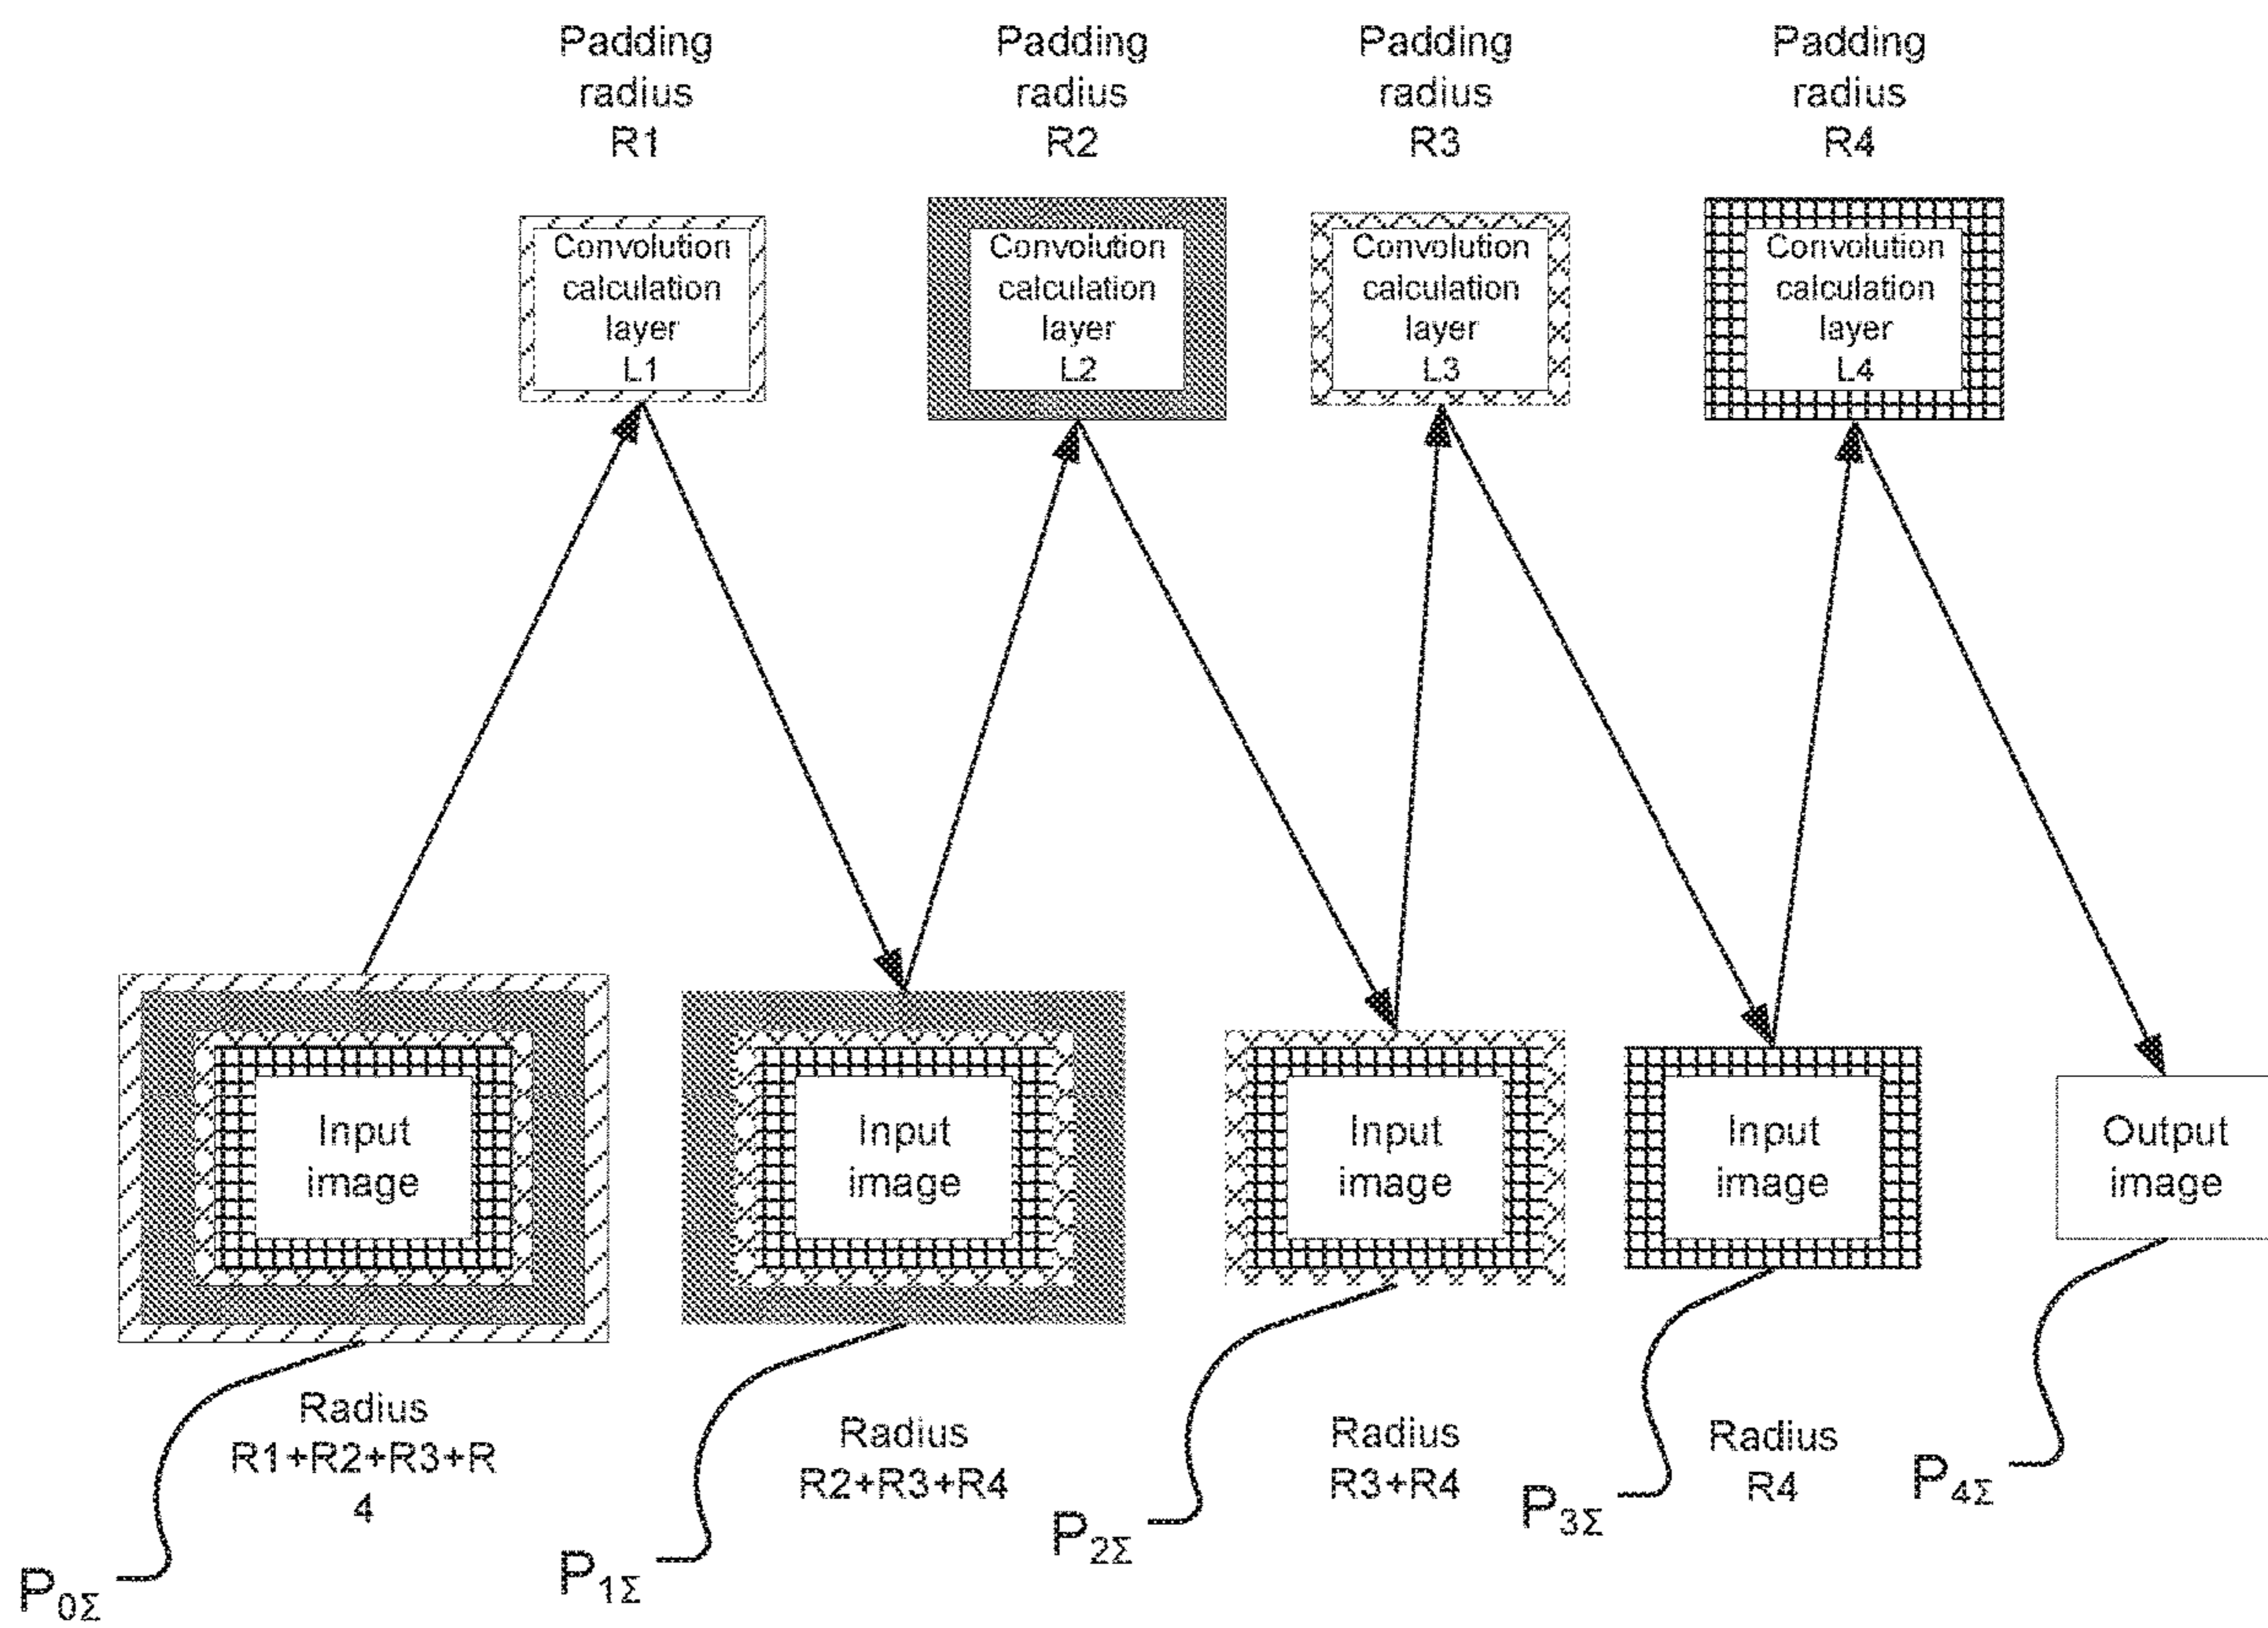 Padding
radius
R1
Padding
radius
R2
Padding
radius
R3
Padding
radius
R4
Convolution
calculation
layer
L1
Convolution
calculation
layer
L2
Convolution
calculation
layer
L3
Convolution
calculation
layer
L4
Input
image
Input
image
Input
image
Input
image
Output
image
Radius
R1+R2+R3+R
4
Radius
R2+R3+R4
Radius
R3+R4
Radius
R4
P0Σ
P1Σ
P2Σ
P3Σ
P4Σ